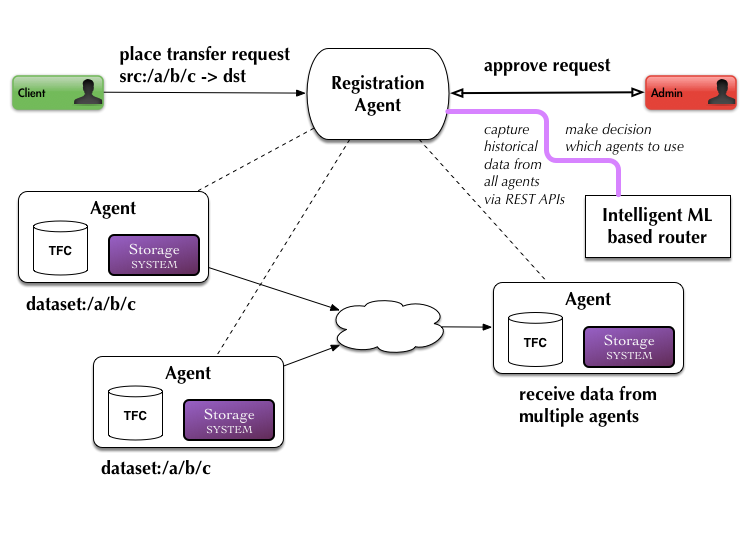 place transfer request
src:/a/b/c -> dst
Client
Registration
Agent
approve request
Admin
capture
historical
data from
all agents
via REST APIs
make decision
which agents to use
Intelligent ML
based router
Agent
TFC
Storage
SYSTEM
dataset:/a/b/c
Agent
TFC
Storage
SYSTEM
dataset:/a/b/c
Agent
TFC
Storage
SYSTEM
receive data from
multiple agents